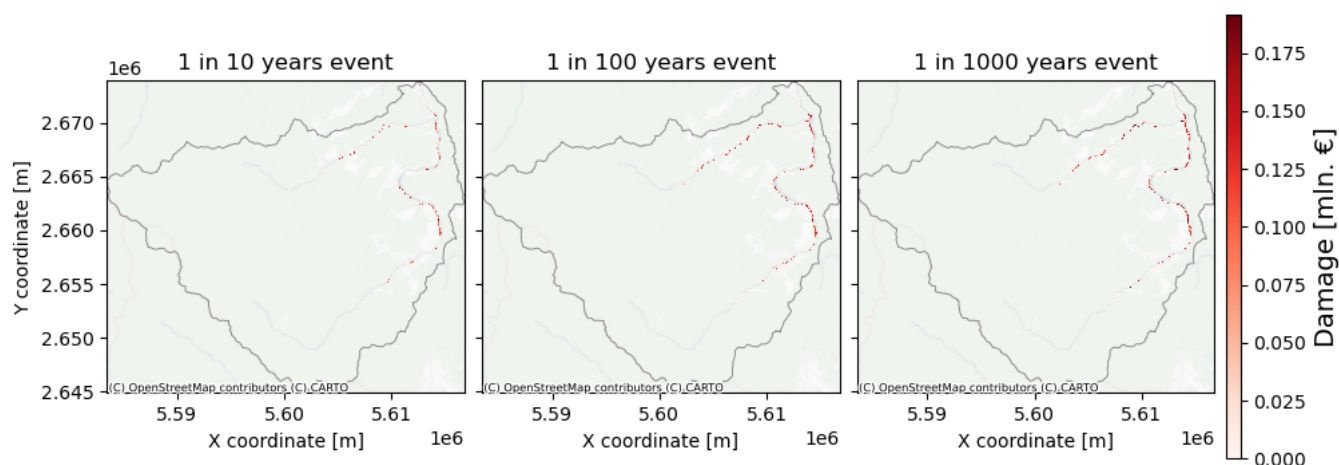 1 in 10 years event
1 in 100 years event
1 in 1000 years event
1e6
2.670
2.665
2.660
2.655
2.650
2.645
Y coordinate [m]
(C) OpenStreetMap contributors (C) CARTO
(C) OpenStreetMap contributors (C) CARTO
(C) OpenStreetMap contributors (C) CARTO
5.59
5.60
5.61
5.59
5.60
5.61
5.59
5.60
5.61
1e6
1e6
1e6
X coordinate [m]
X coordinate [m]
X coordinate [m]
0.175
0.150
0.125
0.100
0.075
0.050
0.025
0.000
Damage [mln. €]